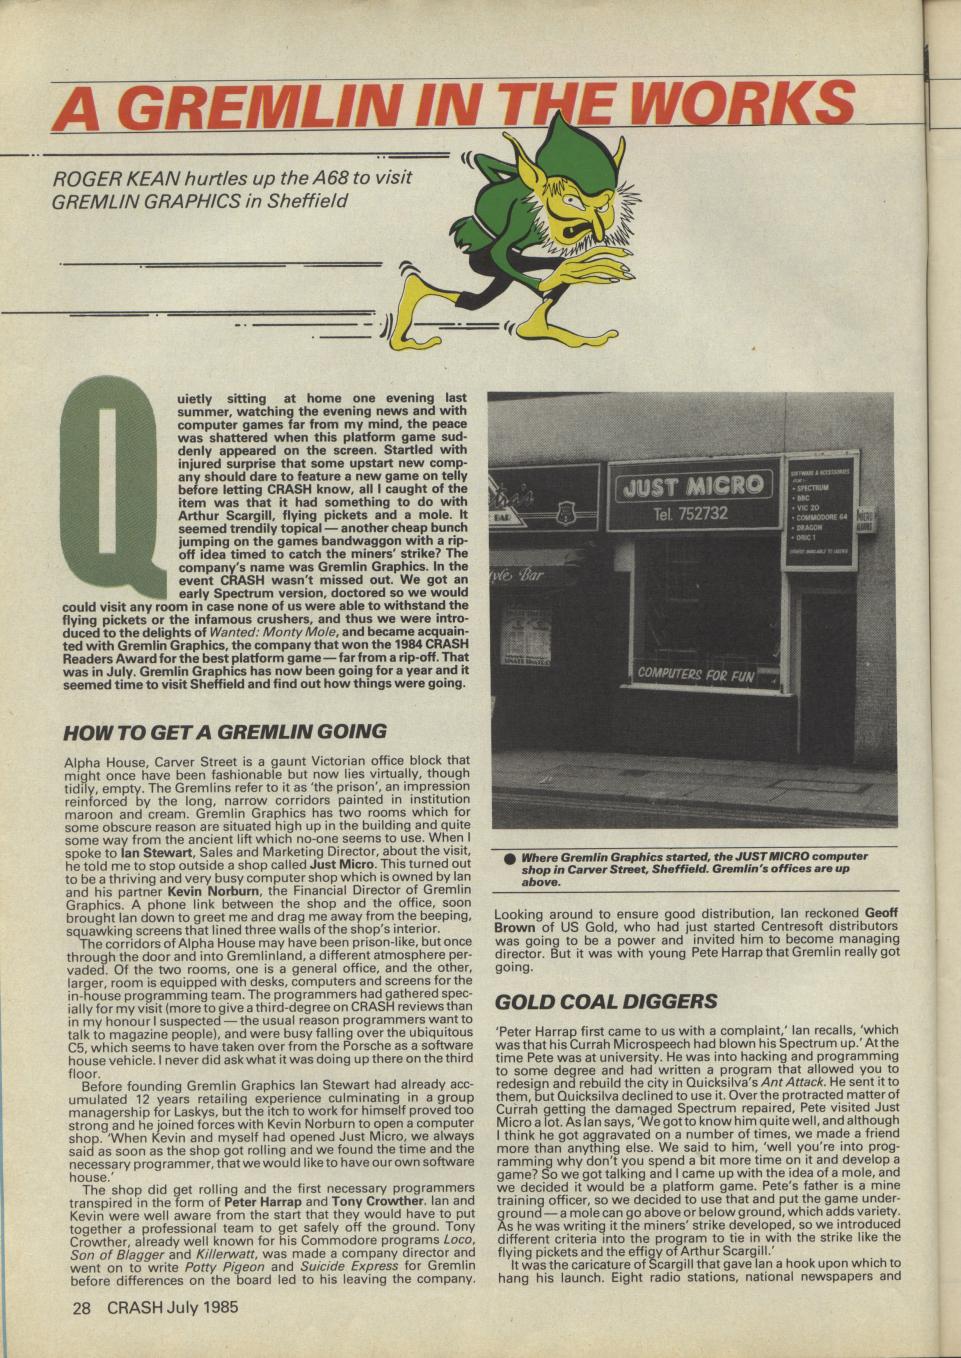 A GREMLIN IN THE WORKS
ROGER KEAN hurtles up the A68 to visit
GREMLIN GRAPHICS in Sheffield
Quietly sitting at home one evening last
summer, watching the evening news and with
computer games far from my mind, the peace
was shattered when this platform game sud-
denly appeared on the screen. Startled with
injured surprise that some upstart new comp-
any should dare to feature a new game on telly
before letting CRASH know, all I caught of the
item was that it had something to do with
Arthur Scargill, flying pickets and a mole. It
seemed trendily topical — another cheap bunch
jumping on the games bandwaggon with a rip-
off idea timed to catch the miners' strike? The
company's name was Gremlin Graphics. In the
event CRASH wasn't missed out. We got an
early Spectrum version, doctored so we would
could visit any room in case none of us were able to withstand the
flying pickets or the infamous crushers, and thus we were intro-
duced to the delights of Wanted: Monty Mole, and became acquain-
ted with Gremlin Graphics, the company that won the 1984 CRASH
Readers Award for the best platform game — far from a rip-off. That
was in July. Gremlin Graphics has now been going for a year and it
seemed time to visit Sheffield and find out how things were going.
HOW TO GET A GREMLIN GOING
Alpha House, Carver Street is a gaunt Victorian office block that
might once have been fashionable but now lies virtually, though
tidily, empty. The Gremlins refer to it as 'the prison', an impression
reinforced by the long, narrow corridors painted in institution
maroon and cream. Gremlin Graphics has two rooms which for
some obscure reason are situated high up in the building and quite
some way from the ancient lift which no-one seems to use. When I
spoke to Ian Stewart, Sales and Marketing Director, about the visit,
he told me to stop outside a shop called Just Micro. This turned out
to be a thriving and very busy computer shop which is owned by Ian
and his partner Kevin Norburn, the Financial Director of Gremlin
Graphics. A phone link between the shop and the office, soon
brought Ian down to greet me and drag me away from the beeping,
squawking screens that lined three walls of the shop's interior.
The corridors of Alpha House may have been prison-like, but once
through the door and into Gremlinland, a different atmosphere per-
vaded. Of the two rooms, one is a general office, and the other,
larger, room is equipped with desks, computers and screens for the
in-house programming team. The programmers had gathered spec-
ially for my visit (more to give a third-degree on CRASH reviews than
in my honour I suspected — the usual reason programmers want to
talk to magazine people), and were busy falling over the ubiquitous
C5, which seems to have taken over from the Porsche as a software
house vehicle. I never did ask what it was doing up there on the third
floor.
Before founding Gremlin Graphics Ian Stewart had already acc-
umulated 12 years retailing experience culminating in a group
managership for Laskys, but the itch to work for himself proved too
strong and he joined forces with Kevin Norburn to open a computer
shop. 'When Kevin and myself had opened Just Micro, we always
said as soon as the shop got rolling and we found the time and the
necessary programmer, that we would like to have our own software
house.'
The shop did get rolling and the first necessary programmers
transpired in the form of Peter Harrap and Tony Crowther. Ian and
Kevin were well aware from the start that they would have to put
together a professional team to get safely off the ground. Tony
Crowther, already well known for his Commodore programs Loco,
Son of Blagger and Killerwatt, was made a company director and
went on to write Potty Pigeon and Suicide Express for Gremlin
before differences on the board led to his leaving the company.
BAR
Style Bar
JUST MICRO
Tel. 752732
SOFTWARE & ACCESSORIES
FOR:-
• SPECTRUM
• BBC
• VIC 20
• COMMODORE 64
• DRAGON
• ORIC 1
COMPUTERS FOR FUN
● Where Gremlin Graphics started, the JUST MICRO computer
shop in Carver Street, Sheffield. Gremlin's offices are up
above.
Looking around to ensure good distribution, Ian reckoned Geoff
Brown of US Gold, who had just started Centresoft distributors
was going to be a power and invited him to become managing
director. But it was with young Pete Harrap that Gremlin really got
going.
GOLD COAL DIGGERS
'Peter Harrap first came to us with a complaint,' Ian recalls, 'which
was that his Currah Microspeech had blown his Spectrum up.' At the
time Pete was at university. He was into hacking and programming
to some degree and had written a program that allowed you to
redesign and rebuild the city in Quicksilva's Ant Attack. He sent it to
them, but Quicksilva declined to use it. Over the protracted matter of
Currah getting the damaged Spectrum repaired, Pete visited Just
Micro a lot. As Ian says, 'We got to know him quite well, and although
I think he got aggravated on a number of times, we made a friend
more than anything else. We said to him, 'well you're into prog-
ramming why don't you spend a bit more time on it and develop a
game? So we got talking and I came up with the idea of a mole, and
we decided it would be a platform game. Pete's father is a mine
training officer, so we decided to use that and put the game under-
ground — a mole can go above or below ground, which adds variety.
As he was writing it the miners' strike developed, so we introduced
different criteria into the program to tie in with the strike like the
flying pickets and the effigy of Arthur Scargill.'
It was the caricature of Scargill that gave Ian a hook upon which to
hang his launch. Eight radio stations, national newspapers and
28 CRASH July 1985